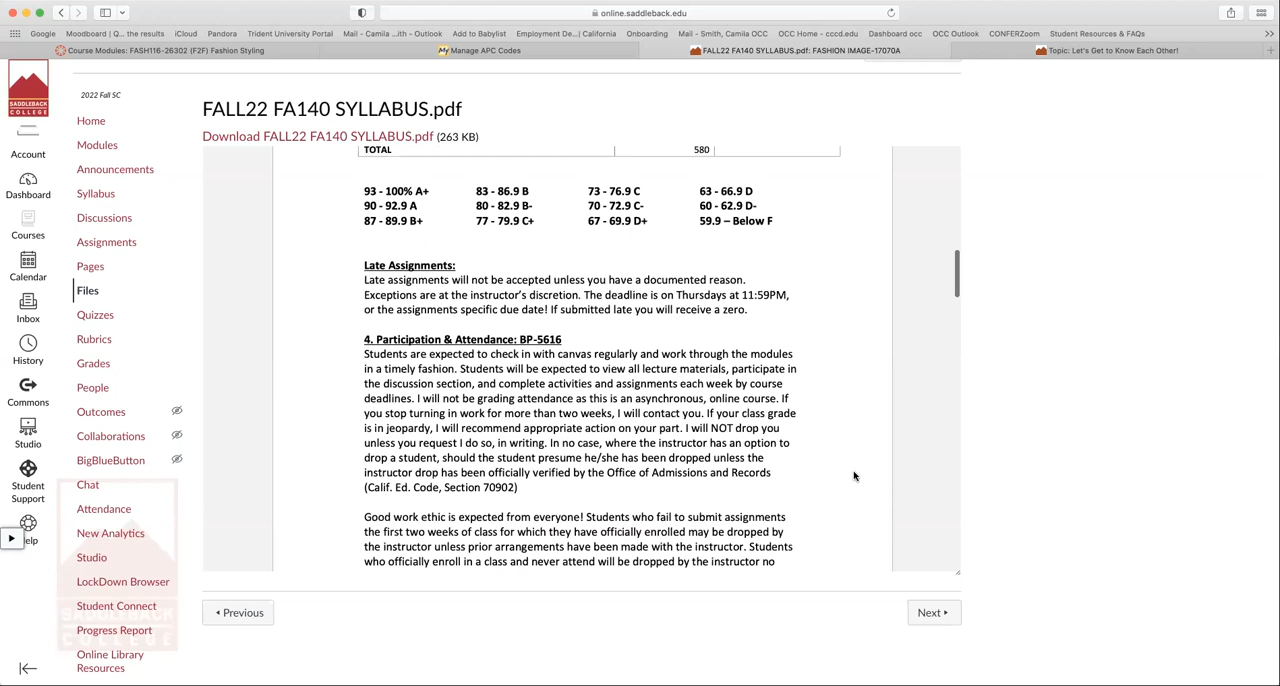 online.saddleback.edu
Google Moodboard | Q... the results iCloud Pandora Trident University Portal Mail - Camila ...ith - Outlook Add to Babylist Employment De...| California Onboarding Mail - Smith, Camila OCC OCC Home - cccd.edu Dashboard occ OCC Outlook CONFERZoom Student Resources & FAQs
Course Modules: FASH116-26302 (F2F) Fashion Styling My Manage APC Codes FALL22 FA140 SYLLABUS.pdf: FASHION IMAGE-17070A Topic: Let's Get to Know Each Other!
SADDLEBACK
COLLEGE
Account
Dashboard
Courses
Calendar
Inbox
History
Commons
Studio
Student
Support
elp
2022 Fall SC
Home
Modules
Announcements
Syllabus
Discussions
Assignments
Pages
Files
Quizzes
Rubrics
Grades
People
Outcomes
Collaborations
BigBlueButton
Chat
Attendance
New Analytics
Studio
LockDown Browser
Student Connect
Progress Report
Online Library
Resources
SADDLEBACK
COLLEGE
FALL22 FA140 SYLLABUS.pdf
Download FALL22 FA140 SYLLABUS.pdf (263 KB)
TOTAL 580
93 - 100% A+ 83 - 86.9 B 73 - 76.9 C 63 - 66.9 D
90 - 92.9 A 80 - 82.9 B- 70 - 72.9 C- 60 - 62.9 D-
87 - 89.9 B+ 77 - 79.9 C+ 67 - 69.9 D+ 59.9 – Below F
Late Assignments:
Late assignments will not be accepted unless you have a documented reason.
Exceptions are at the instructor's discretion. The deadline is on Thursdays at 11:59PM,
or the assignments specific due date! If submitted late you will receive a zero.
4. Participation & Attendance: BP-5616
Students are expected to check in with canvas regularly and work through the modules
in a timely fashion. Students will be expected to view all lecture materials, participate in
the discussion section, and complete activities and assignments each week by course
deadlines. I will not be grading attendance as this is an asynchronous, online course. If
you stop turning in work for more than two weeks, I will contact you. If your class grade
is in jeopardy, I will recommend appropriate action on your part. I will NOT drop you
unless you request I do so, in writing. In no case, where the instructor has an option to
drop a student, should the student presume he/she has been dropped unless the
instructor drop has been officially verified by the Office of Admissions and Records
(Calif. Ed. Code, Section 70902)
Good work ethic is expected from everyone! Students who fail to submit assignments
the first two weeks of class for which they have officially enrolled may be dropped by
the instructor unless prior arrangements have been made with the instructor. Students
who officially enroll in a class and never attend will be dropped by the instructor no
Previous
Next